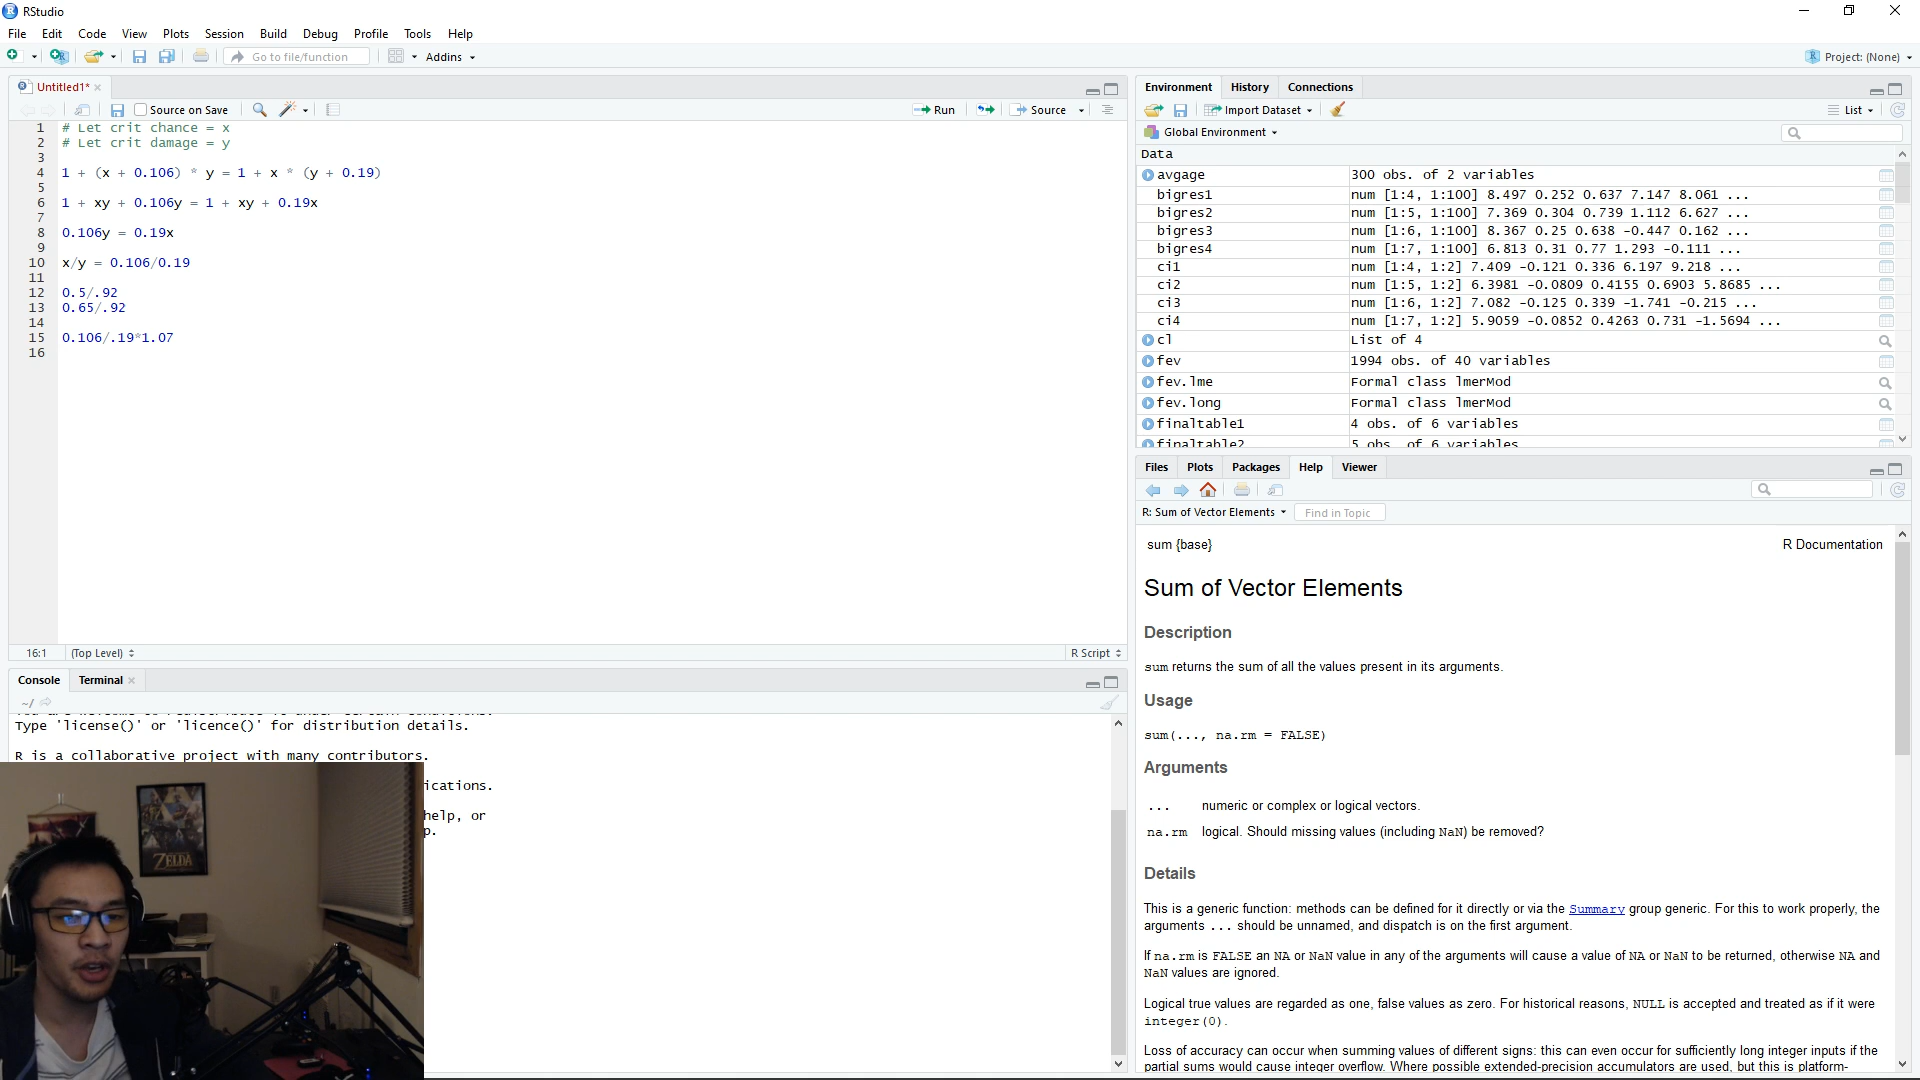 RStudio
File Edit Code View Plots Session Build Debug Profile Tools Help
Go to file/function Addins Project: (None)
Untitled1*
Source on Save Run Source
1 # Let crit chance = x
2 # Let crit damage = y
3
4 1 + (x + 0.106) * y = 1 + x * (y + 0.19)
5
6 1 + xy + 0.106y = 1 + xy + 0.19x
7
8 0.106y = 0.19x
9
10 x/y = 0.106/0.19
11
12 0.5/.92
13 0.65/.92
14
15 0.106/.19*1.07
16
16:1 (Top Level) R Script
Console Terminal
~/
Type 'license()' or 'licence()' for distribution details.
R is a collaborative project with many contributors.
ications.
help, or
p.
ZELDA
Environment History Connections
Import Dataset List
Global Environment
Data
avgage 300 obs. of 2 variables
bigres1 num [1:4, 1:100] 8.497 0.252 0.637 7.147 8.061 ...
bigres2 num [1:5, 1:100] 7.369 0.304 0.739 1.112 6.627 ...
bigres3 num [1:6, 1:100] 8.367 0.25 0.638 -0.447 0.162 ...
bigres4 num [1:7, 1:100] 6.813 0.31 0.77 1.293 -0.111 ...
ci1 num [1:4, 1:2] 7.409 -0.121 0.336 6.197 9.218 ...
ci2 num [1:5, 1:2] 6.3981 -0.0809 0.4155 0.6903 5.8685 ...
ci3 num [1:6, 1:2] 7.082 -0.125 0.339 -1.741 -0.215 ...
ci4 num [1:7, 1:2] 5.9059 -0.0852 0.4263 0.731 -1.5694 ...
cl List of 4
fev 1994 obs. of 40 variables
fev.lme Formal class lmerMod
fev.long Formal class lmerMod
finaltable1 4 obs. of 6 variables
finaltable2 5 obs. of 6 variables
Files Plots Packages Help Viewer
R: Sum of Vector Elements Find in Topic
sum {base} R Documentation
Sum of Vector Elements
Description
sum returns the sum of all the values present in its arguments.
Usage
sum(..., na.rm = FALSE)
Arguments
... numeric or complex or logical vectors.
na.rm logical. Should missing values (including NaN) be removed?
Details
This is a generic function: methods can be defined for it directly or via the Summary group generic. For this to work properly, the
arguments ... should be unnamed, and dispatch is on the first argument.
If na.rm is FALSE an NA or NaN value in any of the arguments will cause a value of NA or NaN to be returned, otherwise NA and
NaN values are ignored.
Logical true values are regarded as one, false values as zero. For historical reasons, NULL is accepted and treated as if it were
integer(0).
Loss of accuracy can occur when summing values of different signs: this can even occur for sufficiently long integer inputs if the
partial sums would cause integer overflow. Where possible extended-precision accumulators are used, but this is platform-